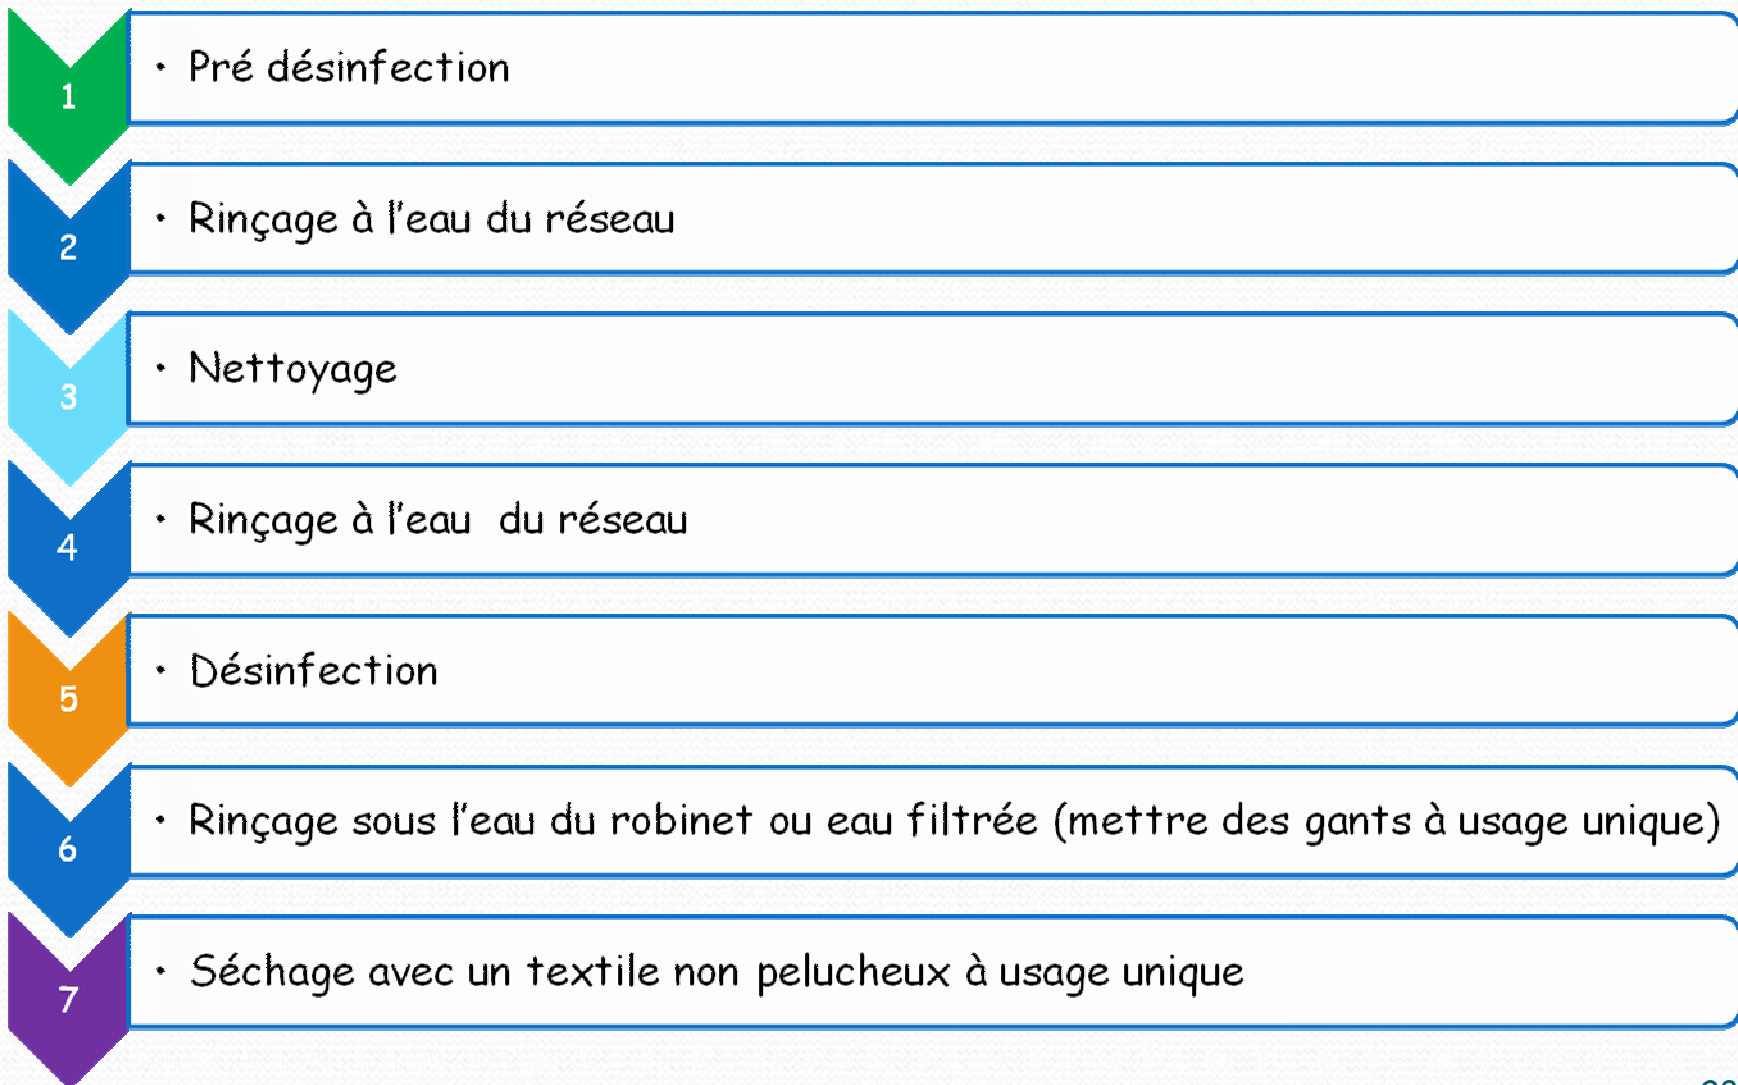 1
• Pré désinfection
2
• Rinçage à l'eau du réseau
3
• Nettoyage
4
• Rinçage à l'eau  du réseau
5
• Désinfection
6
• Rinçage sous l'eau du robinet ou eau filtrée (mettre des gants à usage unique)
7
• Séchage avec un textile non pelucheux à usage unique